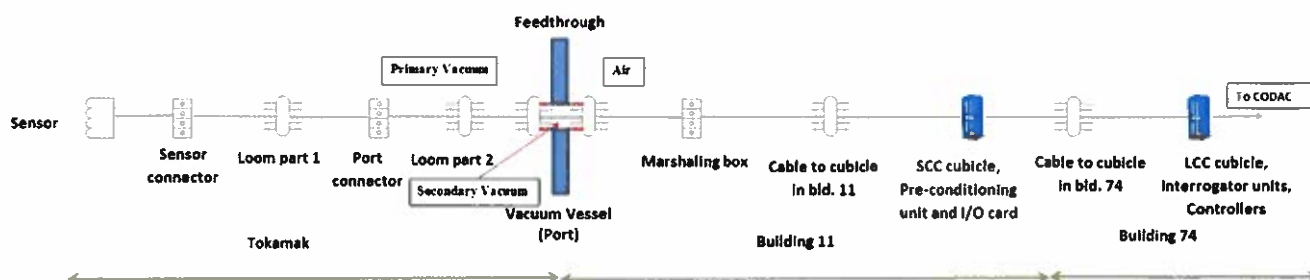 Feedthrough
Primary Vacuum
Air
To CODAC
Sensor
Sensor
connector
Loom part 1
Port
connector
Loom part 2
Secondary Vacuum
Vacuum Vessel
(Port)
Marshaling box
Cable to cubicle
in bld. 11
SCC cubicle,
Pre-conditioning
unit and I/O card
Cable to cubicle
in bld. 74
LCC cubicle,
Interrogator units,
Controllers
Tokamak
Building 11
Building 74